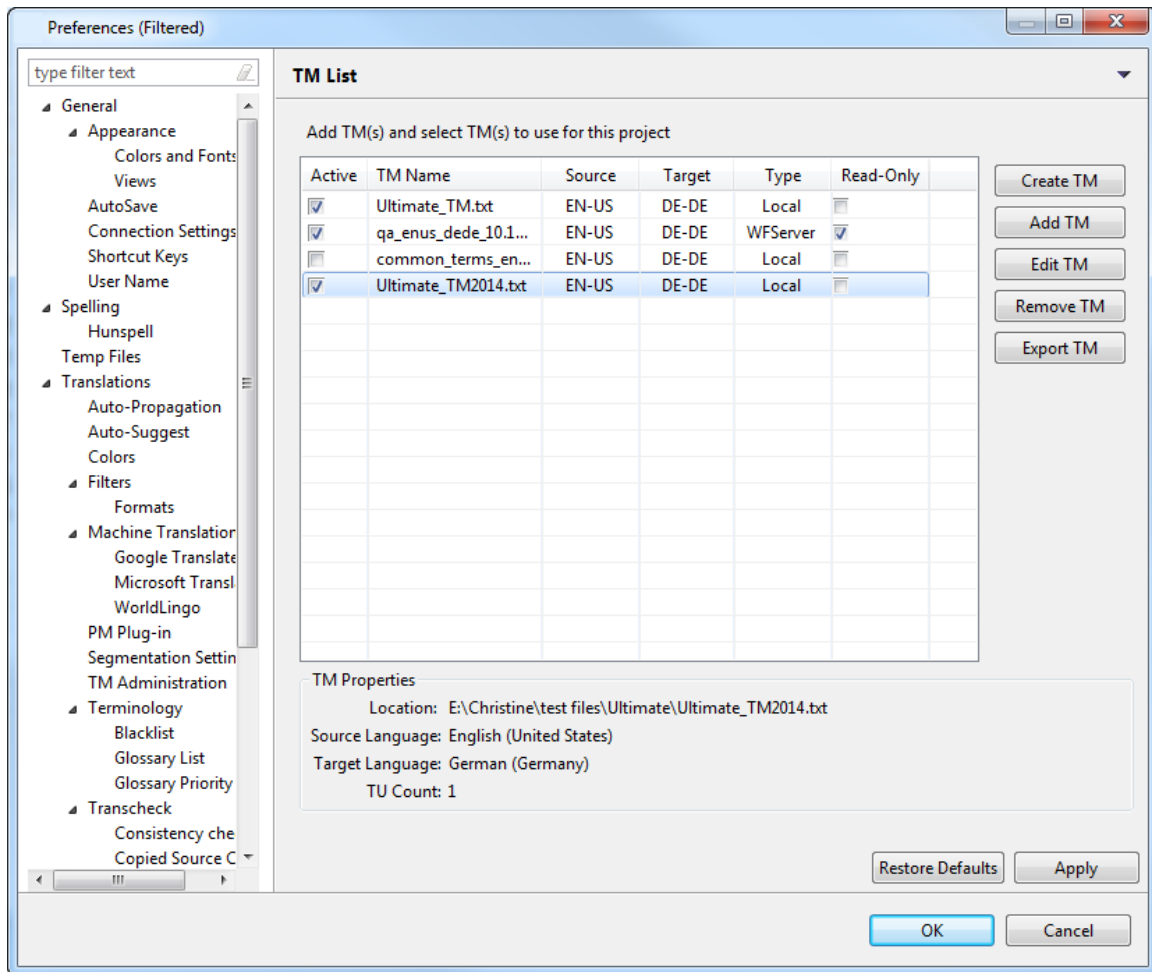 Preferences (Filtered)
type filter text
General
Appearance
Colors and Fonts
Views
AutoSave
Connection Settings
Shortcut Keys
User Name
Spelling
Hunspell
Temp Files
Translations
Auto-Propagation
Auto-Suggest
Colors
Filters
Formats
Machine Translation
Google Translate
Microsoft Transl
WorldLingo
PM Plug-in
Segmentation Settin
TM Administration
Terminology
Blacklist
Glossary List
Glossary Priority
Transcheck
Consistency che
Copied Source C
TM List
Add TM(s) and select TM(s) to use for this project
Active TM Name Source Target Type Read-Only
Ultimate_TM.txt EN-US DE-DE Local
qa_enus_dede_10.1... EN-US DE-DE WFServer
common_terms_en... EN-US DE-DE Local
Ultimate_TM2014.txt EN-US DE-DE Local
Create TM
Add TM
Edit TM
Remove TM
Export TM
TM Properties
Location: E:\Christine\test files\Ultimate\Ultimate_TM2014.txt
Source Language: English (United States)
Target Language: German (Germany)
TU Count: 1
Restore Defaults Apply
OK Cancel